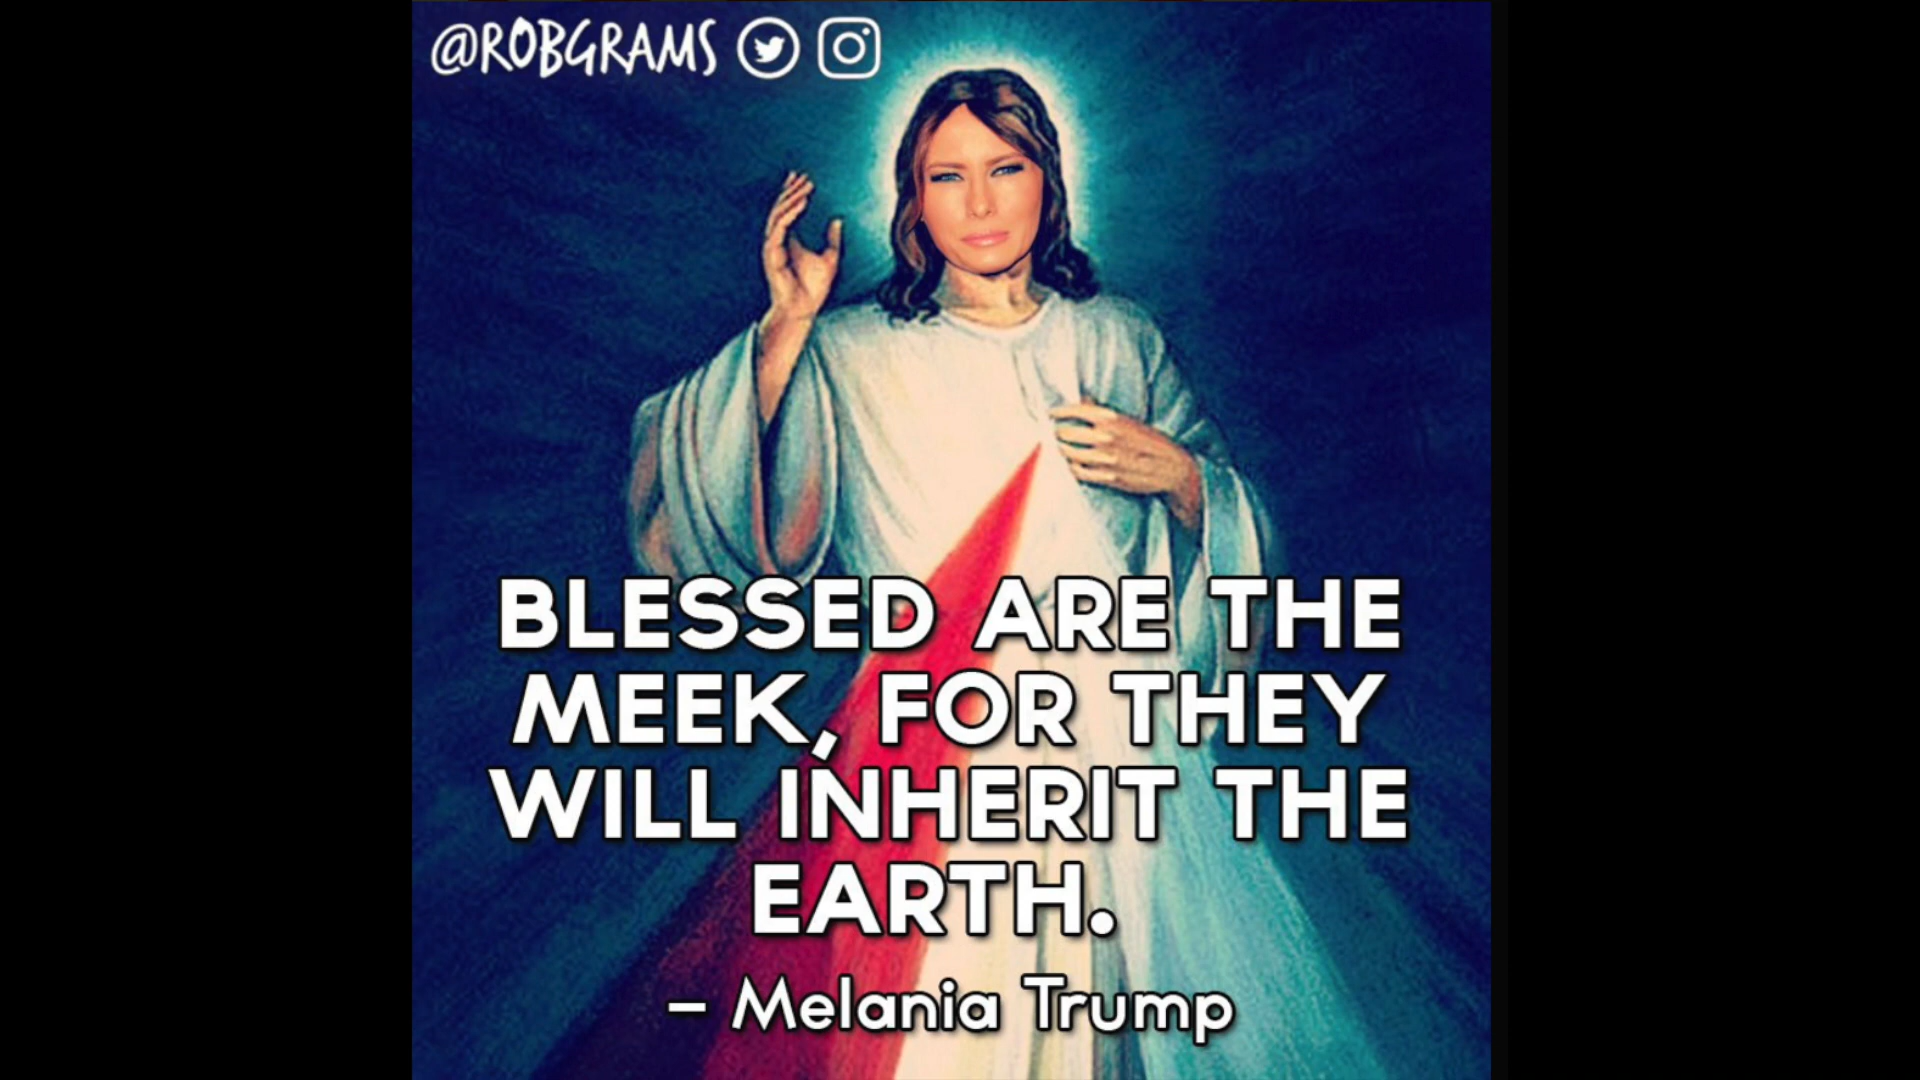 @ROBGRAMS
BLESSED ARE THE
MEEK, FOR THEY
WILL INHERIT THE
EARTH.
– Melania Trump